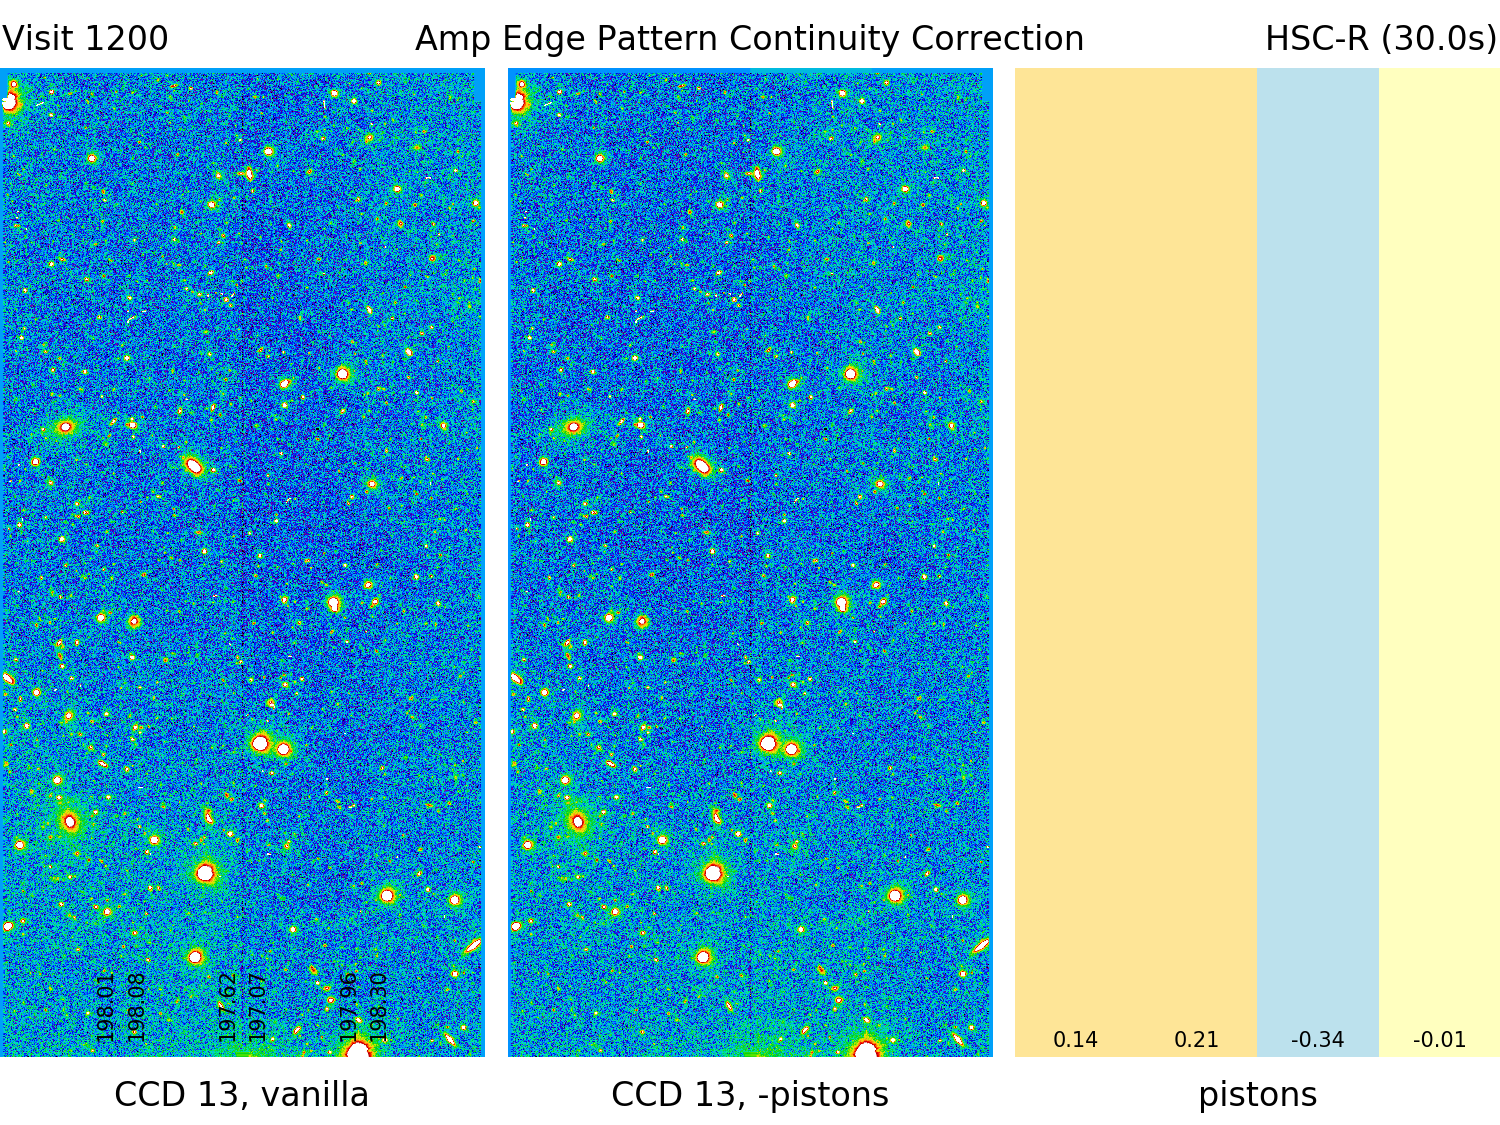 Visit 1200
Amp Edge Pattern Continuity Correction
HSC-R (30.0s)
198.01
198.08
197.62
197.07
197.96
198.30
0.14
0.21
-0.34
-0.01
CCD 13, vanilla
CCD 13, -pistons
pistons